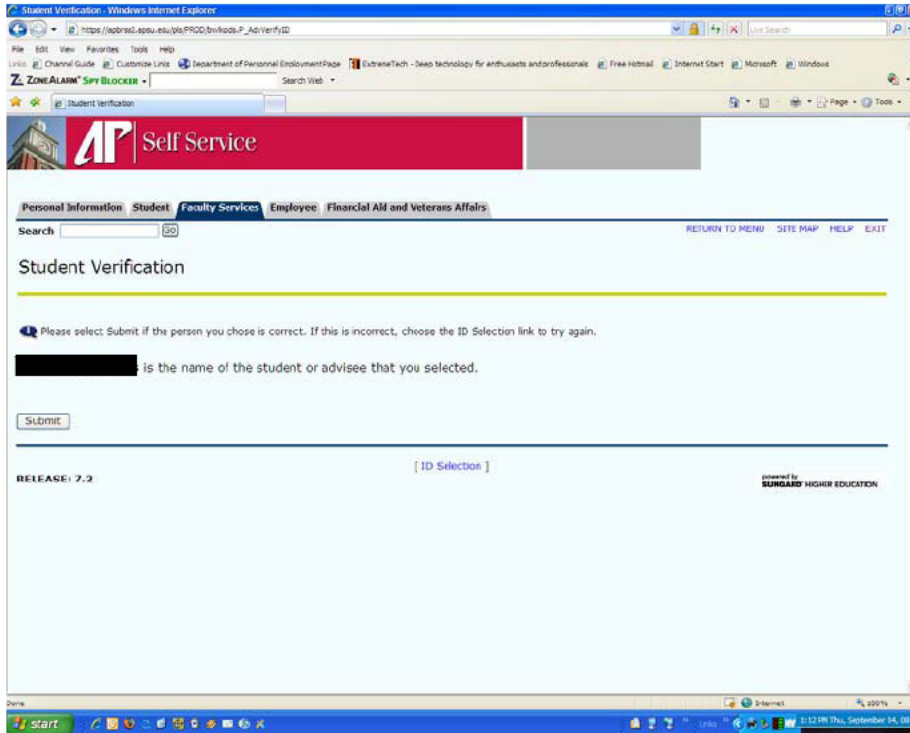 Student Verification - Windows Internet Explorer
https://apbrss2.apsu.edu/pls/PROD/bwlkoids.P_AdvVerifyID
Live Search
File Edit View Favorites Tools Help
Links Channel Guide Customize Links Department of Personnel Employment Page ExtremeTech - Deep technology for enthusiasts and professionals Free Hotmail Internet Start Microsoft Windows
ZONEALARM SPY BLOCKER Search Web
Student Verification Page Tools
AP Self Service
Personal Information Student Faculty Services Employee Financial Aid and Veterans Affairs
Search Go RETURN TO MENU SITE MAP HELP EXIT
Student Verification
Please select Submit if the person you chose is correct. If this is incorrect, choose the ID Selection link to try again.
is the name of the student or advisee that you selected.
Submit
[ ID Selection ]
RELEASE: 7.2
powered by
SUNGARD HIGHER EDUCATION
Done Internet 100%
start Links 1:12 PM Thu, September 14, 08